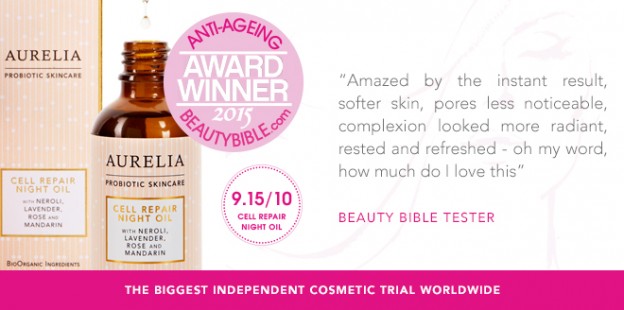 AURELIA
PROBIOTIC SKINCARE
CELL REPAIR
NIGHT OIL
WITH NEROLI,
LAVENDER,
ROSE AND
MANDARIN
BIOORGANIC INGREDIENTS
AURELIA
PROBIOTIC SKINCARE
CELL REPAIR
NIGHT OIL
WITH NEROLI,
LAVENDER,
ROSE AND
MANDARIN
ANTI-AGEING
AWARD
WINNER
2015
BEAUTYBIBLE.com
9.15/10
CELL REPAIR
NIGHT OIL
“Amazed by the instant result,
softer skin, pores less noticeable,
complexion looked more radiant,
rested and refreshed - oh my word,
how much do I love this“
BEAUTY BIBLE TESTER
THE BIGGEST INDEPENDENT COSMETIC TRIAL WORLDWIDE